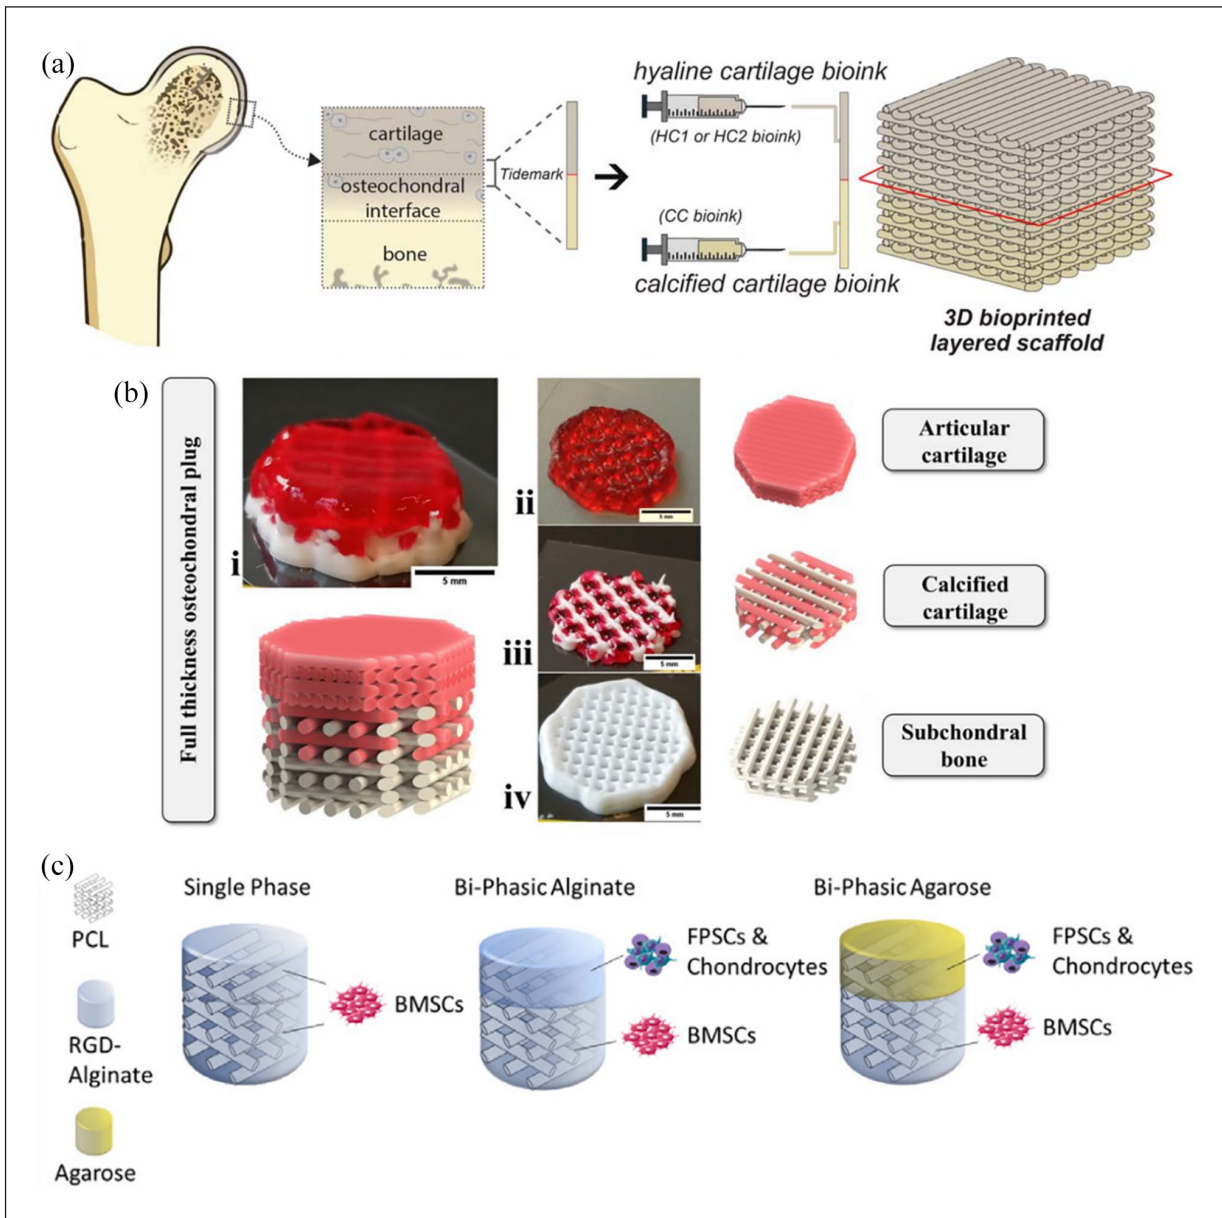 (a)
cartilage
osteochondral
interface
bone
Tidemark
hyaline cartilage bioink
(HC1 or HC2 bioink)
(CC bioink)
calcified cartilage bioink
3D bioprinted
layered scaffold
(b)
Full thickness osteochondral plug
i
5 mm
ii
5 mm
iii
5 mm
iv
5 mm
Articular
cartilage
Calcified
cartilage
Subchondral
bone
(c)
PCL
RGD-
Alginate
Agarose
Single Phase
BMSCs
Bi-Phasic Alginate
FPSCs &
Chondrocytes
BMSCs
Bi-Phasic Agarose
FPSCs &
Chondrocytes
BMSCs